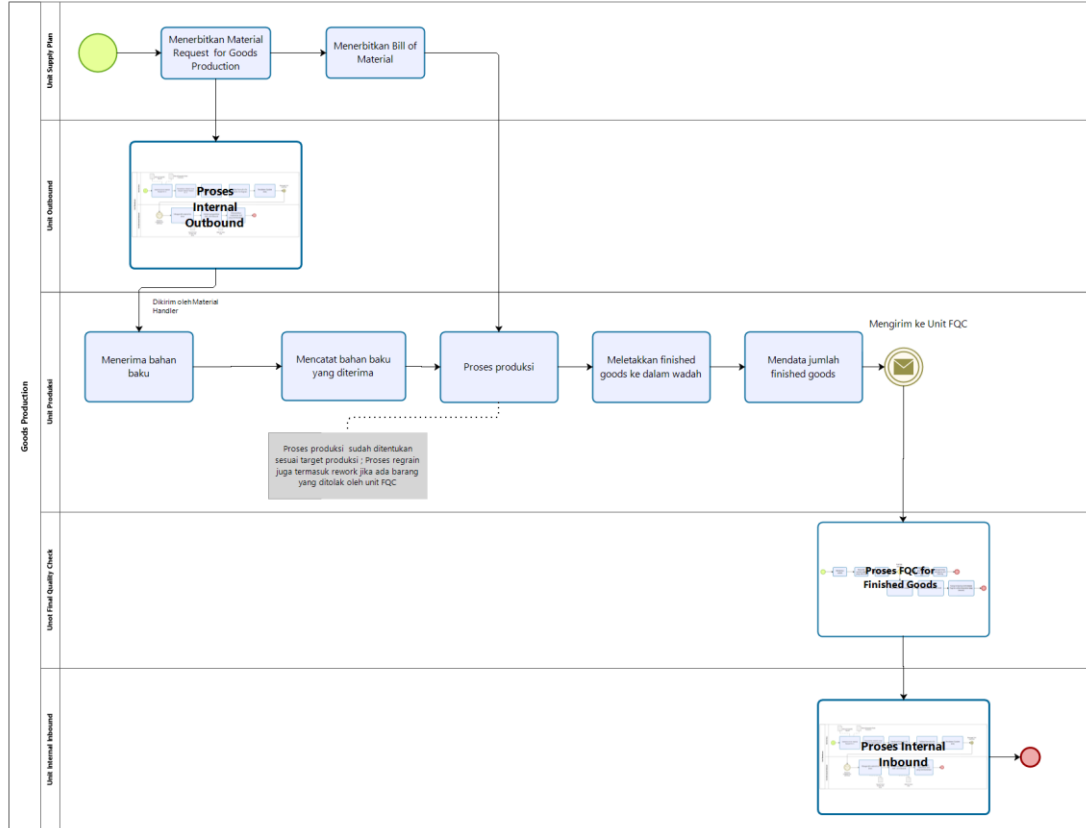 Goods Production
Unit Supply Plan
Menerbitkan Material
Request for Goods
Production
Menerbitkan Bill of
Material
Unit Outbound
Proses
Internal
Outbound
Unit Produksi
Dikirim oleh Material
Handler
Menerima bahan
baku
Mencatat bahan baku
yang diterima
Proses produksi
Meletakkan finished
goods ke dalam wadah
Mendata jumlah
finished goods
Mengirim ke Unit FQC
Proses produksi sudah ditentukan
sesuai target produksi ; Proses regrain
juga termasuk rework jika ada barang
yang ditolak oleh unit FQC
Unot Final Quality Check
Proses FQC for
Finished Goods
Unit Internal Inbound
Proses Internal
Inbound